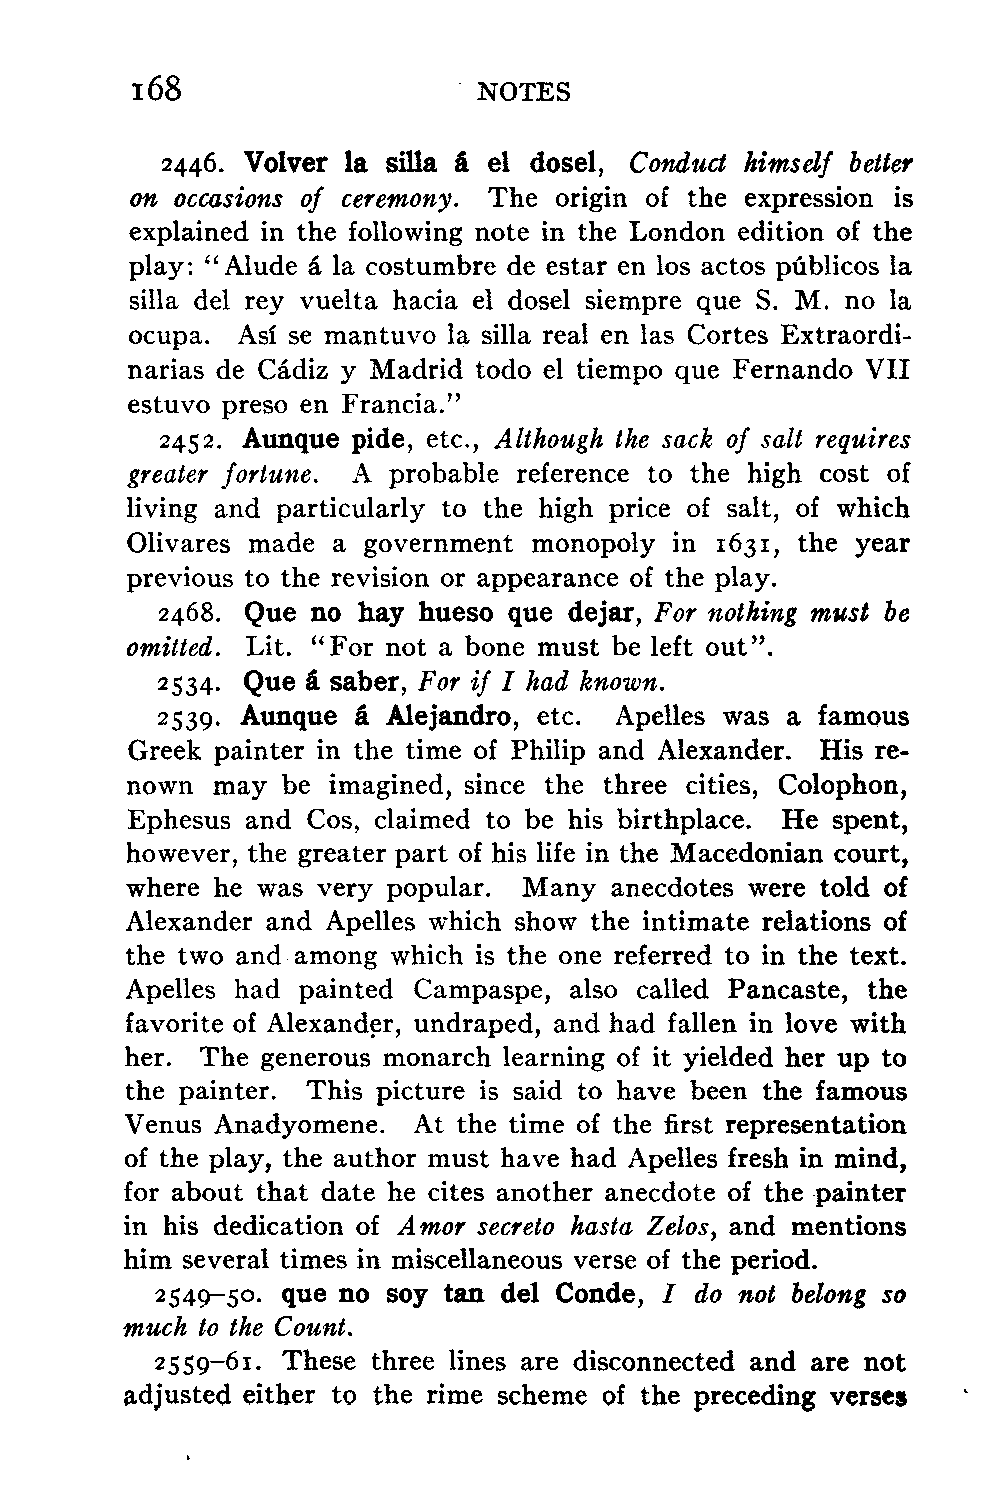 168 NOTES
2446. Volver la silla á el dosel, Conduct himself better
on occasions of ceremony. The origin of the expression is
explained in the following note in the London edition of the
play: “Alude á la costumbre de estar en los actos públicos la
silla del rey vuelta hacia el dosel siempre que S. M. no la
ocupa. Así se mantuvo la silla real en las Cortes Extraordi-
narias de Cádiz y Madrid todo el tiempo que Fernando VII
estuvo preso en Francia.”
2452. Aunque pide, etc., Although the sack of salt requires
greater fortune. A probable reference to the high cost of
living and particularly to the high price of salt, of which
Olivares made a government monopoly in 1631, the year
previous to the revision or appearance of the play.
2468. Que no hay hueso que dejar, For nothing must be
omitted. Lit. “For not a bone must be left out”.
2534. Que á saber, For if I had known.
2539. Aunque á Alejandro, etc. Apelles was a famous
Greek painter in the time of Philip and Alexander. His re-
nown may be imagined, since the three cities, Colophon,
Ephesus and Cos, claimed to be his birthplace. He spent,
however, the greater part of his life in the Macedonian court,
where he was very popular. Many anecdotes were told of
Alexander and Apelles which show the intimate relations of
the two and among which is the one referred to in the text.
Apelles had painted Campaspe, also called Pancaste, the
favorite of Alexander, undraped, and had fallen in love with
her. The generous monarch learning of it yielded her up to
the painter. This picture is said to have been the famous
Venus Anadyomene. At the time of the first representation
of the play, the author must have had Apelles fresh in mind,
for about that date he cites another anecdote of the painter
in his dedication of Amor secreto hasta Zelos, and mentions
him several times in miscellaneous verse of the period.
2549–50. que no soy tan del Conde, I do not belong so
much to the Count.
2559–61. These three lines are disconnected and are not
adjusted either to the rime scheme of the preceding verses